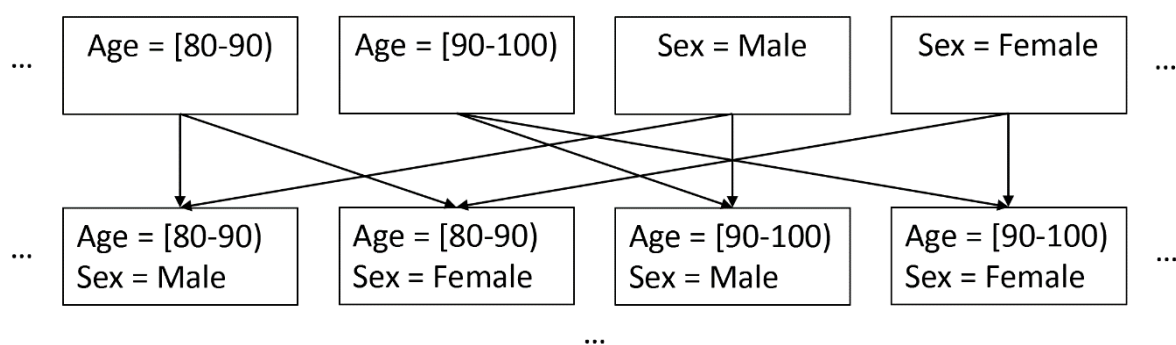 ... Age = [80-90) Age = [90-100) Sex = Male Sex = Female ...
... Age = [80-90) Age = [80-90) Age = [90-100) Age = [90-100) ...
Sex = Male Sex = Female Sex = Male Sex = Female
...